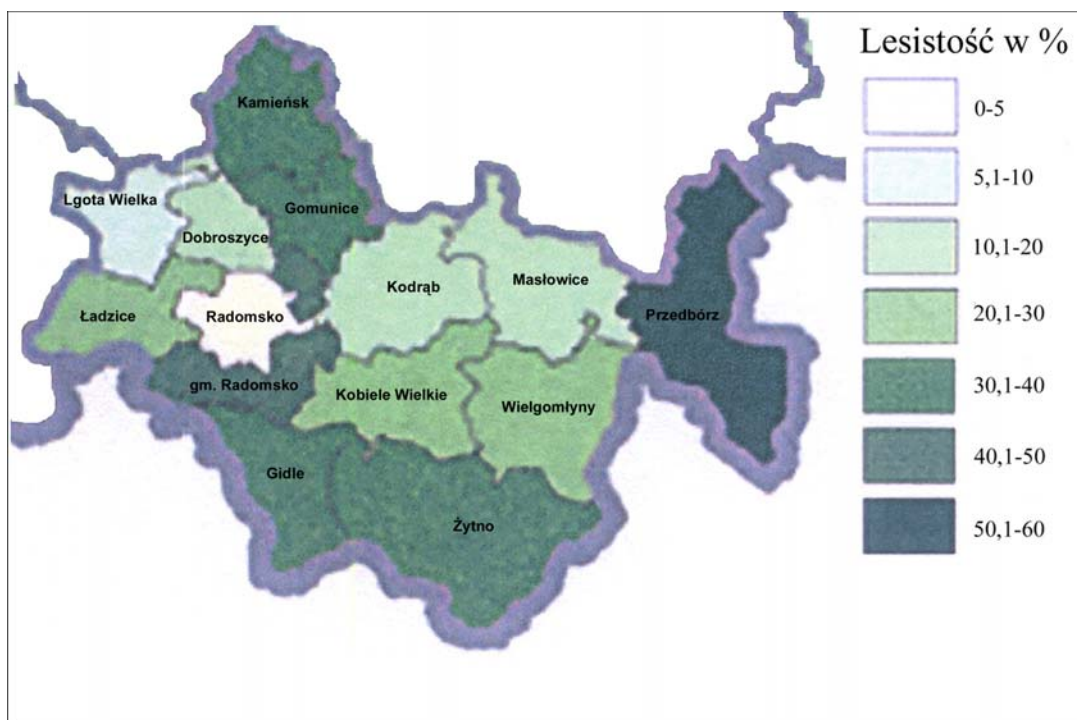 Lesistość w %
0-5
5,1-10
10,1-20
20,1-30
30,1-40
40,1-50
50,1-60
Kamieńsk
Lgota Wielka
Gomunice
Dobroszyce
Kodrąb
Masłowice
Ładzice
Radomsko
Przedbórz
gm. Radomsko
Kobiele Wielkie
Wielgomłyny
Gidle
Żytno